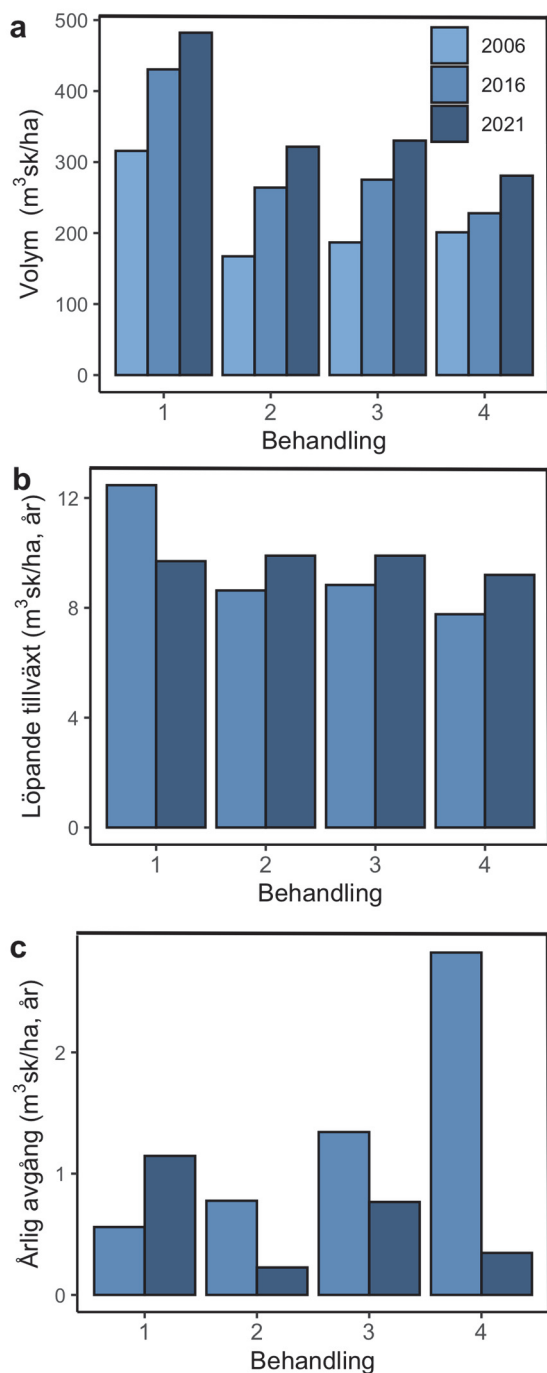 a
500
400
300
200
100
0
Volym (m³sk/ha)
2006
2016
2021
1 2 3 4
Behandling
b
12
8
4
0
Löpande tillväxt (m³sk/ha, år)
1 2 3 4
Behandling
c
2
1
0
Årlig avgång (m³sk/ha, år)
1 2 3 4
Behandling